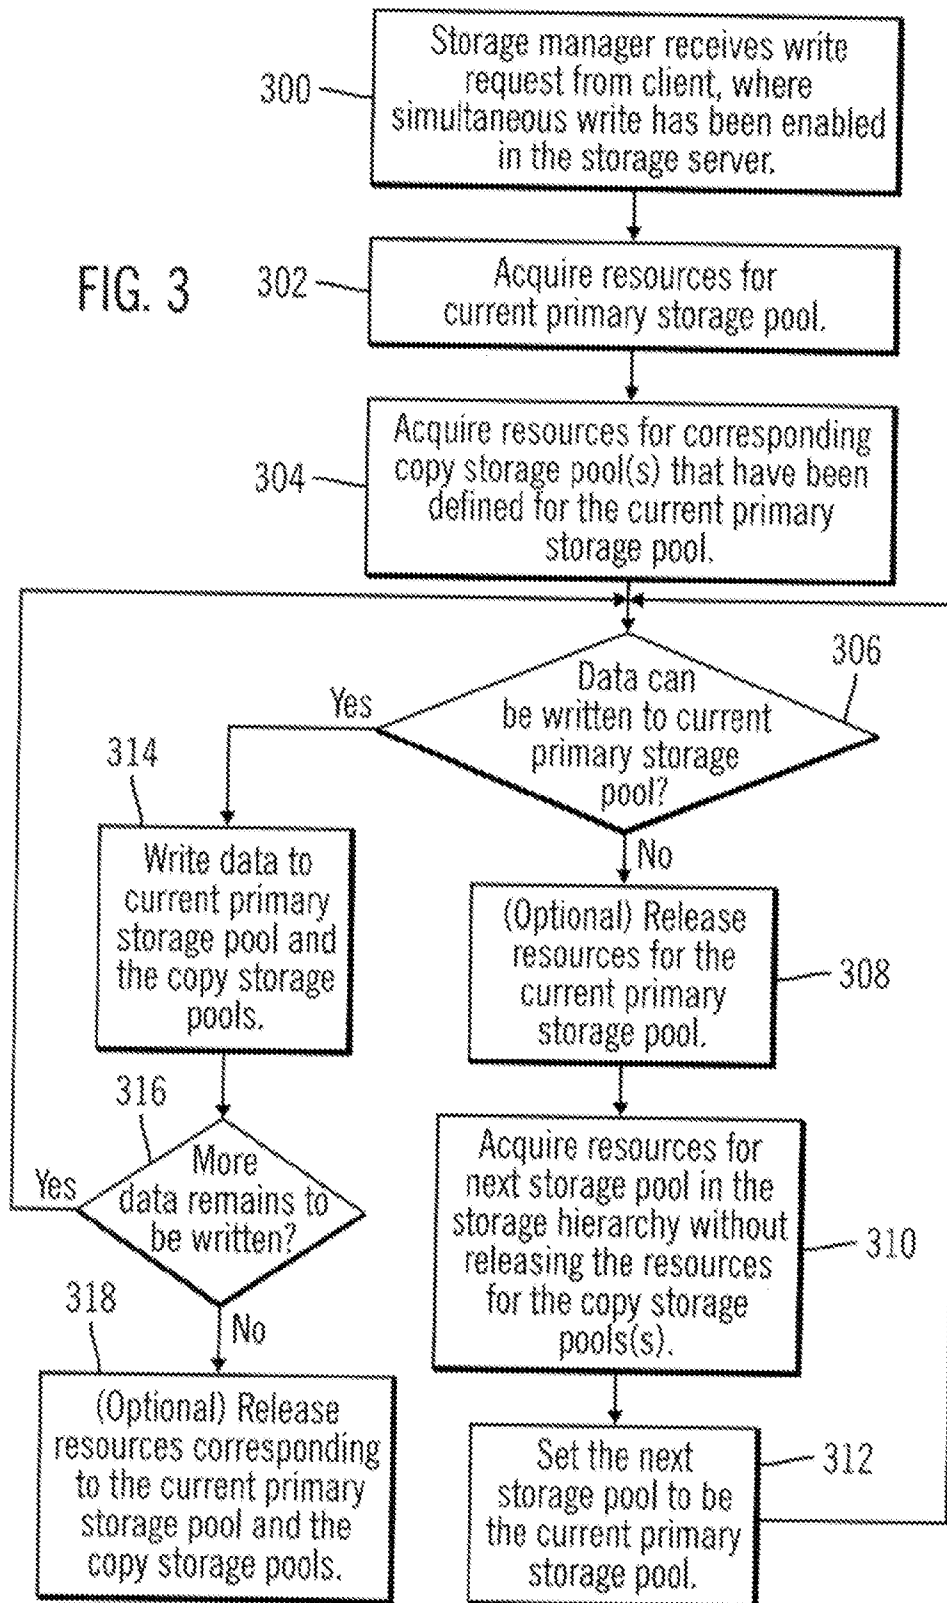 Storage manager receives write
request from client, where
simultaneous write has been enabled
in the storage server.
300
FIG. 3
302
Acquire resources for
current primary storage pool.
304
Acquire resources for corresponding
copy storage pool(s) that have been
defined for the current primary
storage pool.
306
Data can
be written to current
primary storage
pool?
Yes
No
314
Write data to
current primary
storage pool and
the copy storage
pools.
(Optional) Release
resources for the
current primary
storage pool.
308
316
More
data remains to
be written?
Yes
No
Acquire resources for
next storage pool in the
storage hierarchy without
releasing the resources
for the copy storage
pools(s).
310
318
(Optional) Release
resources corresponding
to the current primary
storage pool and the
copy storage pools.
Set the next
storage pool to be
the current primary
storage pool.
312